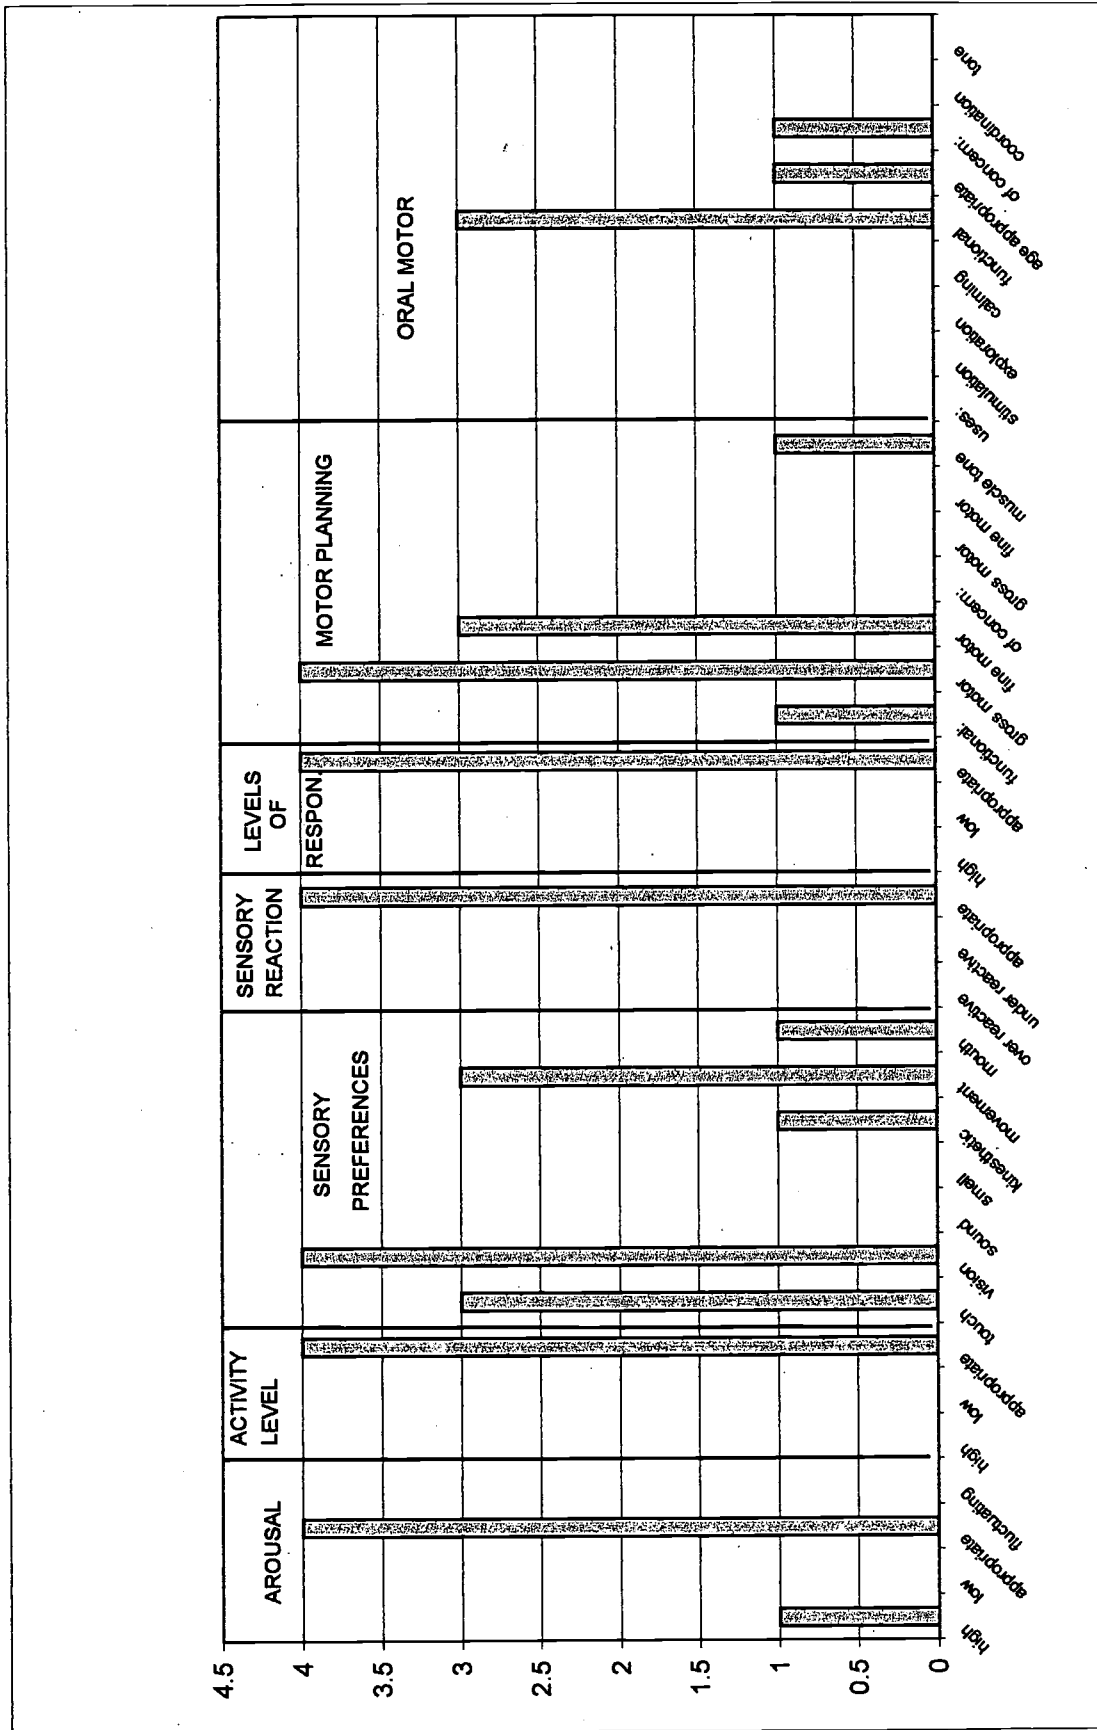 AROUSAL
ACTIVITY
LEVEL
SENSORY
PREFERENCES
SENSORY
REACTION
LEVELS
OF
RESPON.
MOTOR PLANNING
ORAL MOTOR
4.5
4
3.5
3
2.5
2
1.5
1
0.5
0
high
low
appropriate
fluctuating
high
low
appropriate
touch
vision
sound
smell
kinesthetic
movement
mouth
over reactive
under reactive
appropriate
high
low
appropriate
functional:
gross motor
fine motor
of concern:
gross motor
fine motor
muscle tone
uses:
stimulation
exploration
calming
functional
age appropriate
of concern:
coordination
tone